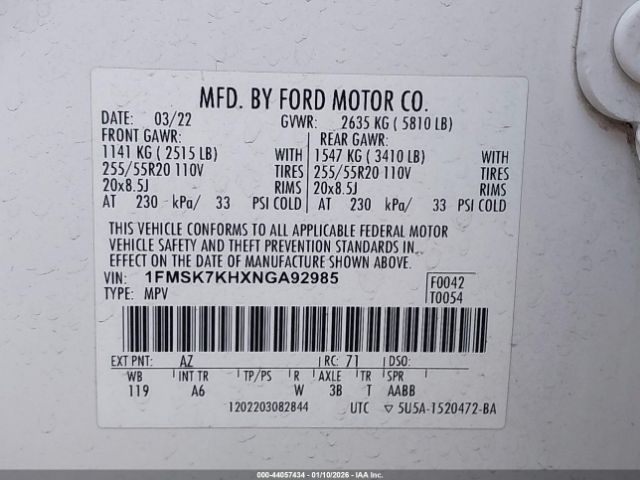 MFD. BY FORD MOTOR CO.
DATE: 03/22 GVWR: 2635 KG ( 5810 LB)
FRONT GAWR: REAR GAWR:
1141 KG ( 2515 LB) WITH 1547 KG ( 3410 LB) WITH
255/55R20 110V TIRES 255/55R20 110V TIRES
20x8.5J RIMS 20x8.5J RIMS
AT 230 kPa/ 33 PSI COLD AT 230 kPa/ 33 PSI COLD
THIS VEHICLE CONFORMS TO ALL APPLICABLE FEDERAL MOTOR
VEHICLE SAFETY AND THEFT PREVENTION STANDARDS IN
EFFECT ON THE DATE OF MANUFACTURE SHOWN ABOVE.
VIN: 1FMSK7KHXNGA92985 F0042
TYPE: MPV T0054
EXT PNT: AZ RC: 71 DSO:
WB INT TR TP/PS R AXLE TR SPR
119 A6 W 3B T AABB
1202203082844 UTC ▽ 5U5A-1520472-BA
000-44057434 - 01/10/2026 - IAA Inc.